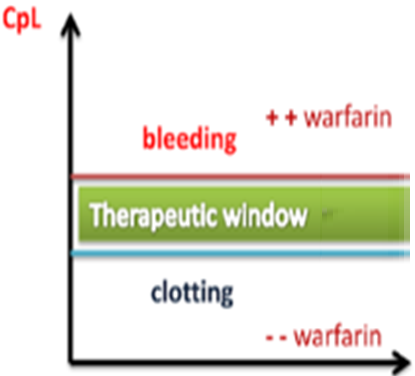 CpL
+ + warfarin
bleeding
Therapeutic window
clotting
- - warfarin